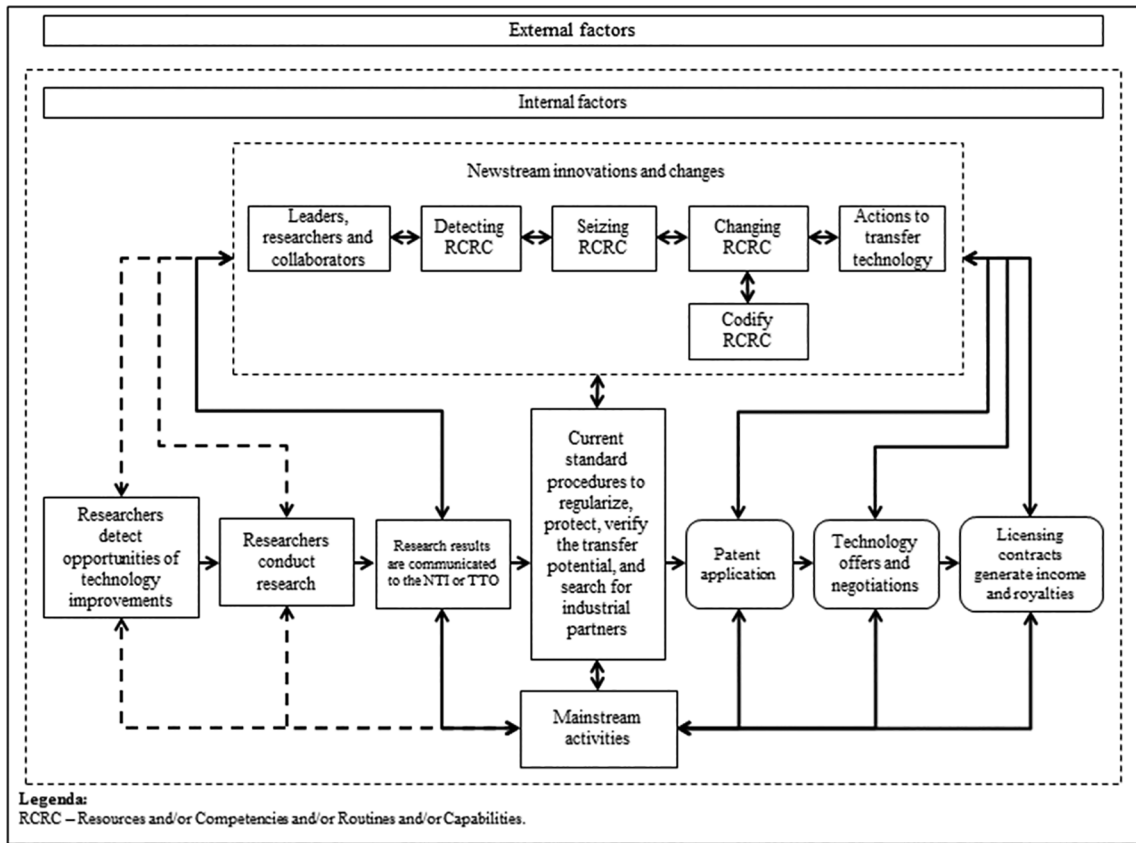 External factors
Internal factors
Newstream innovations and changes
Leaders,
researchers and
collaborators
Detecting
RCRC
Seizing
RCRC
Changing
RCRC
Actions to
transfer
technology
Codify
RCRC
Researchers
detect
opportunities of
technology
improvements
Researchers
conduct
research
Research results
are communicated
to the NTI or TTO
Current
standard
procedures to
regularize,
protect, verify
the transfer
potential, and
search for
industrial
partners
Patent
application
Technology
offers and
negotiations
Licensing
contracts
generate income
and royalties
Mainstream
activities
Legenda:
RCRC – Resources and/or Competencies and/or Routines and/or Capabilities.